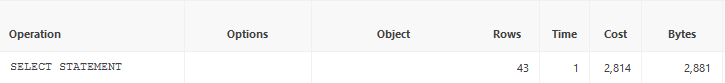 Operation Options Object Rows Time Cost Bytes
SELECT STATEMENT 43 1 2,814 2,881